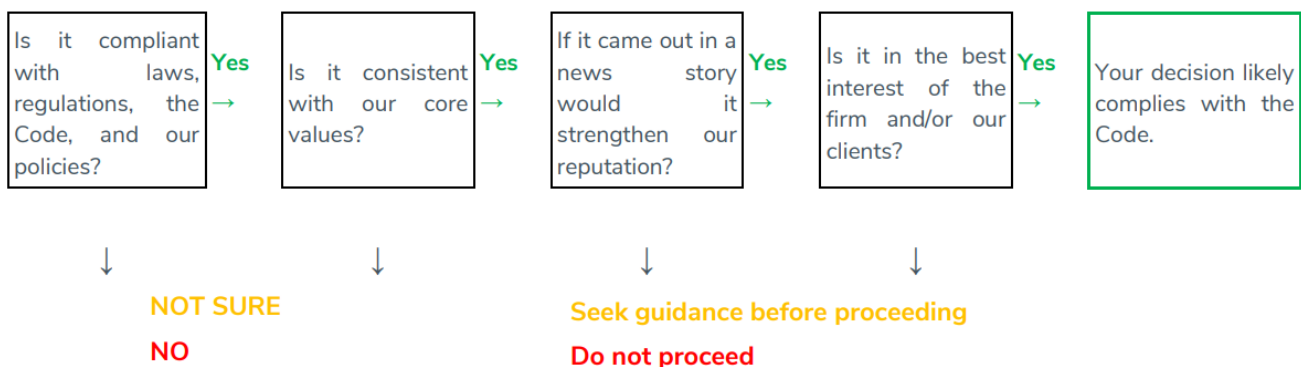 Is it compliant
with laws,
regulations, the
Code, and our
policies?
Yes
→
Is it consistent
with our core
values?
Yes
→
If it came out in a
news story
would it
strengthen our
reputation?
Yes
→
Is it in the best
interest of the
firm and/or our
clients?
Yes
→
Your decision likely
complies with the
Code.
↓ ↓ ↓ ↓
NOT SURE Seek guidance before proceeding
NO Do not proceed